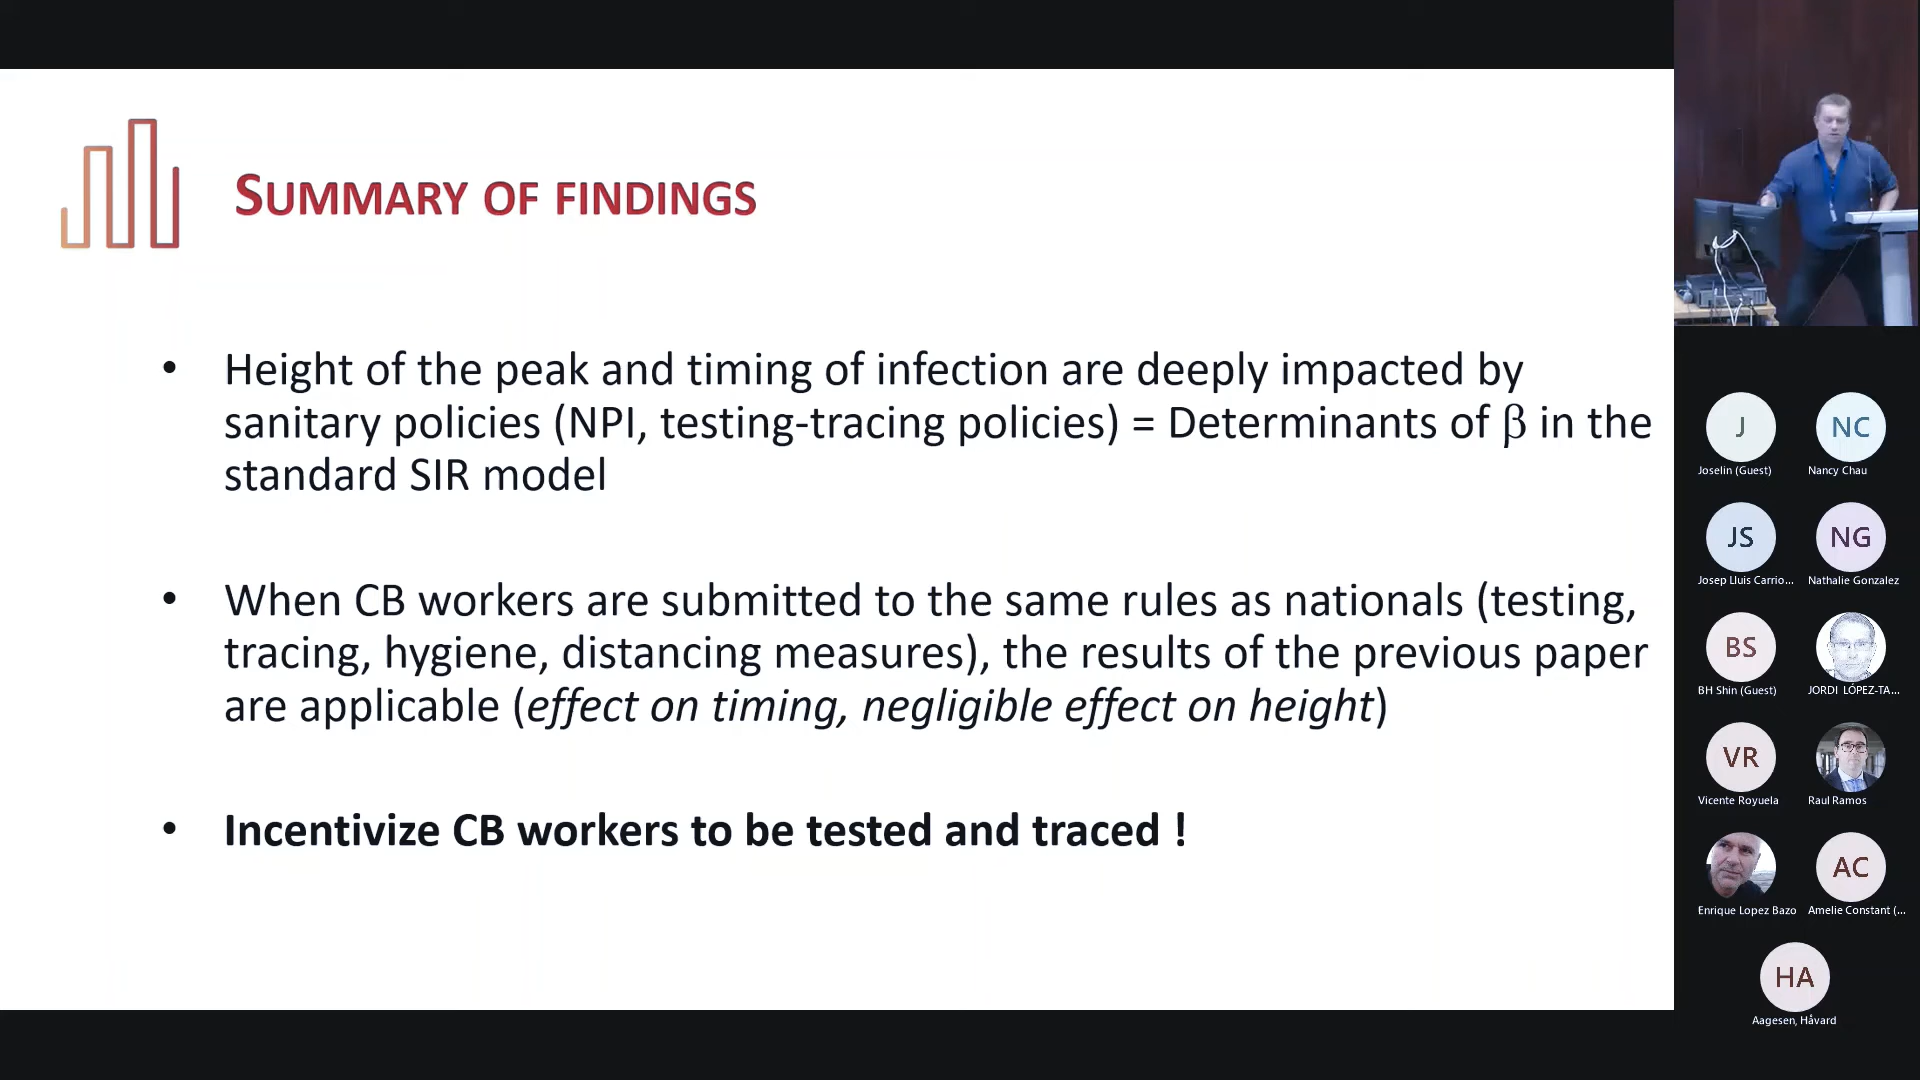 SUMMARY OF FINDINGS
• Height of the peak and timing of infection are deeply impacted by
sanitary policies (NPI, testing-tracing policies) = Determinants of β in the
standard SIR model
• When CB workers are submitted to the same rules as nationals (testing,
tracing, hygiene, distancing measures), the results of the previous paper
are applicable (effect on timing, negligible effect on height)
• Incentivize CB workers to be tested and traced !
J
NC
Joselin (Guest)
Nancy Chau
JS
NG
Josep Lluis Carrio...
Nathalie Gonzalez
BS
BH Shin (Guest)
JORDI LÓPEZ-TA...
VR
Vicente Royuela
Raul Ramos
AC
Enrique Lopez Bazo
Amelie Constant (...
HA
Aagesen, Håvard